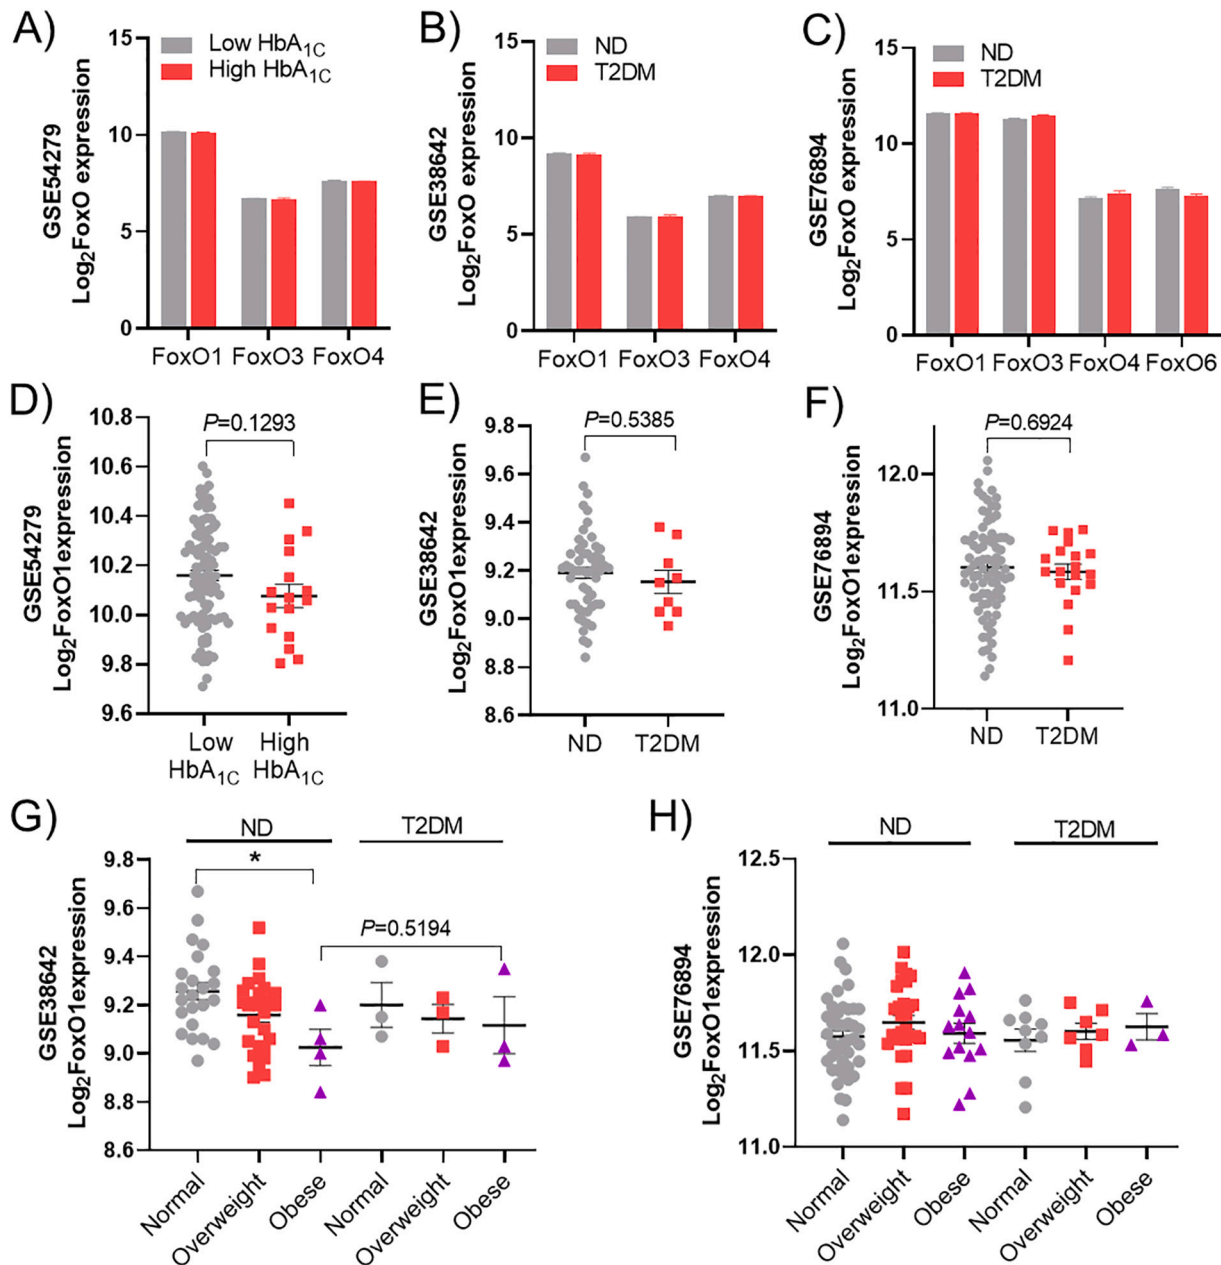 A)
GSE54279
Log2FoxO expression
Low HbA1C
High HbA1C
15
10
5
0
FoxO1 FoxO3 FoxO4
B)
GSE38642
Log2FoxO expression
ND
T2DM
15
10
5
0
FoxO1 FoxO3 FoxO4
C)
GSE76894
Log2FoxO expression
ND
T2DM
15
10
5
0
FoxO1 FoxO3 FoxO4 FoxO6
D)
GSE54279
Log2FoxO1expression
P=0.1293
10.8
10.6
10.4
10.2
10.0
9.8
9.6
Low
HbA1C
High
HbA1C
E)
GSE38642
Log2FoxO1expression
P=0.5385
9.8
9.6
9.4
9.2
9.0
8.8
8.6
ND T2DM
F)
GSE76894
Log2FoxO1expression
P=0.6924
12.0
11.5
11.0
ND T2DM
G)
GSE38642
Log2FoxO1expression
ND T2DM
*
P=0.5194
9.8
9.6
9.4
9.2
9.0
8.8
8.6
Normal
Overweight
Obese
Normal
Overweight
Obese
H)
GSE76894
Log2FoxO1expression
ND T2DM
12.5
12.0
11.5
11.0
Normal
Overweight
Obese
Normal
Overweight
Obese